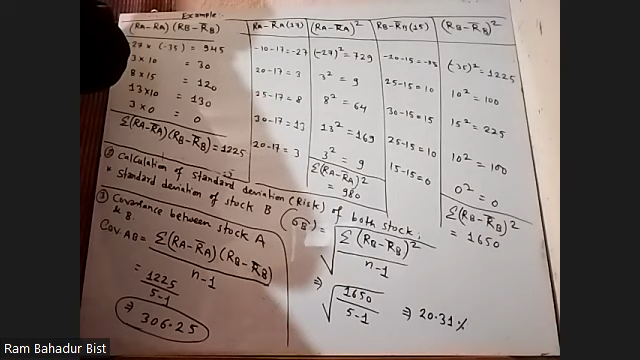 Example
(RA-R̄A)(RB-R̄B)
27 × (-35) = 945
3 × 10 = 30
8 × 15 = 120
13×10 = 130
3 × 0 = 0
Σ(RA-R̄A)(RB-R̄B) = 1225
RA-R̄A(17)
-10-17=-27
20-17 = 3
25-17 = 8
30-17 = 13
20-17 = 3
(RA-R̄A)²
(-27)² = 729
3² = 9
8² = 64
13² = 169
3² = 9
Σ(RA-R̄A)²
= 980
RB-R̄B(15)
-20-15=-35
25-15=10
30-15=15
25-15=10
15-15=0
(RB-R̄B)²
(-35)² = 1225
10² = 100
15² = 225
10² = 100
0² = 0
Σ(RB-R̄B)²
= 1650
② Calculation of standard deviation (Risk) of both stock.
* standard deviation of stock B (σB) = √Σ(RB-R̄B)²/n-1
⇒ √1650/5-1 ⇒ 20.31%
③ Covariance between stock A
& B.
Cov. AB = Σ(RA-R̄A)(RB-R̄B)/n-1
= 1225/5-1
⇒ 306.25
Ram Bahadur Bist